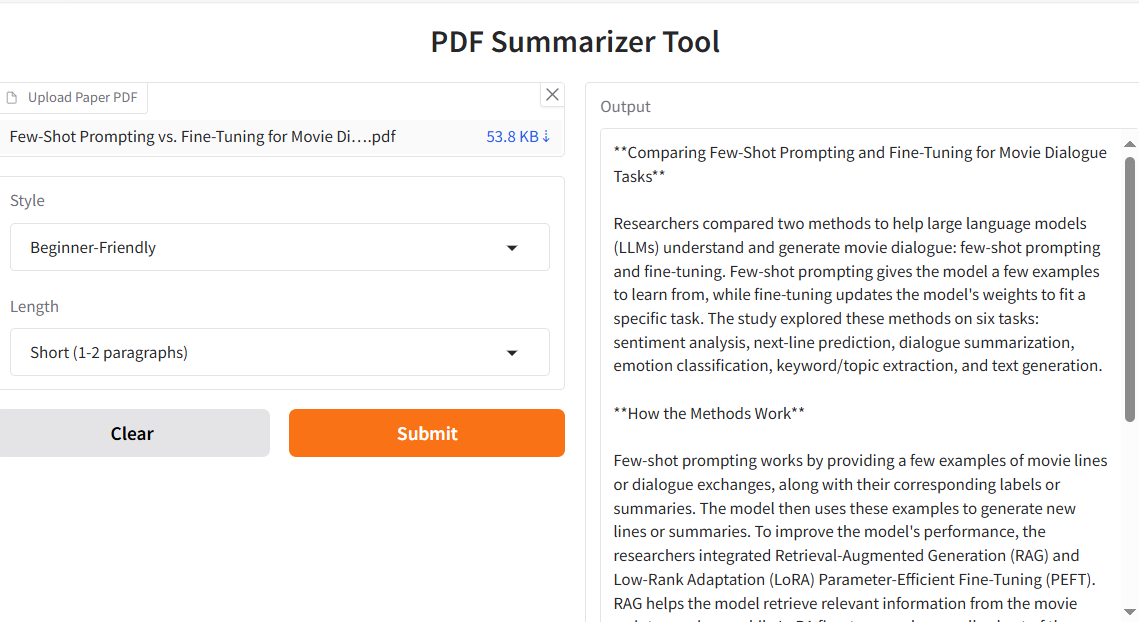 PDF Summarizer Tool
Upload Paper PDF
Few-Shot Prompting vs. Fine-Tuning for Movie Di….pdf
53.8 KB↓
Style
Beginner-Friendly
Length
Short (1-2 paragraphs)
Clear
Submit
Output
**Comparing Few-Shot Prompting and Fine-Tuning for Movie Dialogue
Tasks**
Researchers compared two methods to help large language models
(LLMs) understand and generate movie dialogue: few-shot prompting
and fine-tuning. Few-shot prompting gives the model a few examples
to learn from, while fine-tuning updates the model's weights to fit a
specific task. The study explored these methods on six tasks:
sentiment analysis, next-line prediction, dialogue summarization,
emotion classification, keyword/topic extraction, and text generation.
**How the Methods Work**
Few-shot prompting works by providing a few examples of movie lines
or dialogue exchanges, along with their corresponding labels or
summaries. The model then uses these examples to generate new
lines or summaries. To improve the model's performance, the
researchers integrated Retrieval-Augmented Generation (RAG) and
Low-Rank Adaptation (LoRA) Parameter-Efficient Fine-Tuning (PEFT).
RAG helps the model retrieve relevant information from the movie